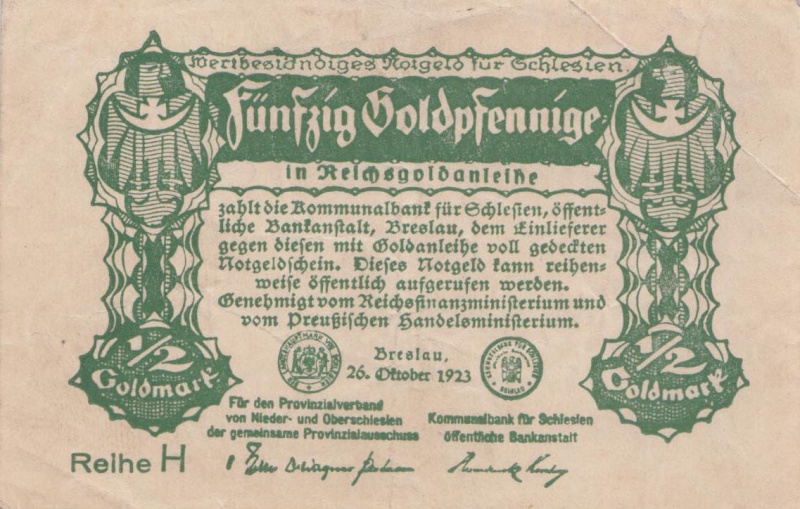 Wertbeständiges Notgeld für Schlesien.
Fünfzig Goldpfennige
in Reichsgoldanleihe
zahlt die Kommunalbank für Schlesien, öffent-
liche Bankanstalt, Breslau, dem Einlieferer
gegen diesen mit Goldanleihe voll gedeckten
Notgeldschein. Dieses Notgeld kann reihen-
weise öffentlich aufgerufen werden.
Genehmigt vom Reichsfinanzministerium und
vom Preußischen Handelsministerium.
1/2
Goldmark
1/2
Goldmark
Breslau,
26. Oktober 1923
Für den Provinzialverband
von Nieder- und Oberschlesien
der gemeinsame Provinzialausschuss
Kommunalbank für Schlesien
öffentliche Bankanstalt
Reihe H